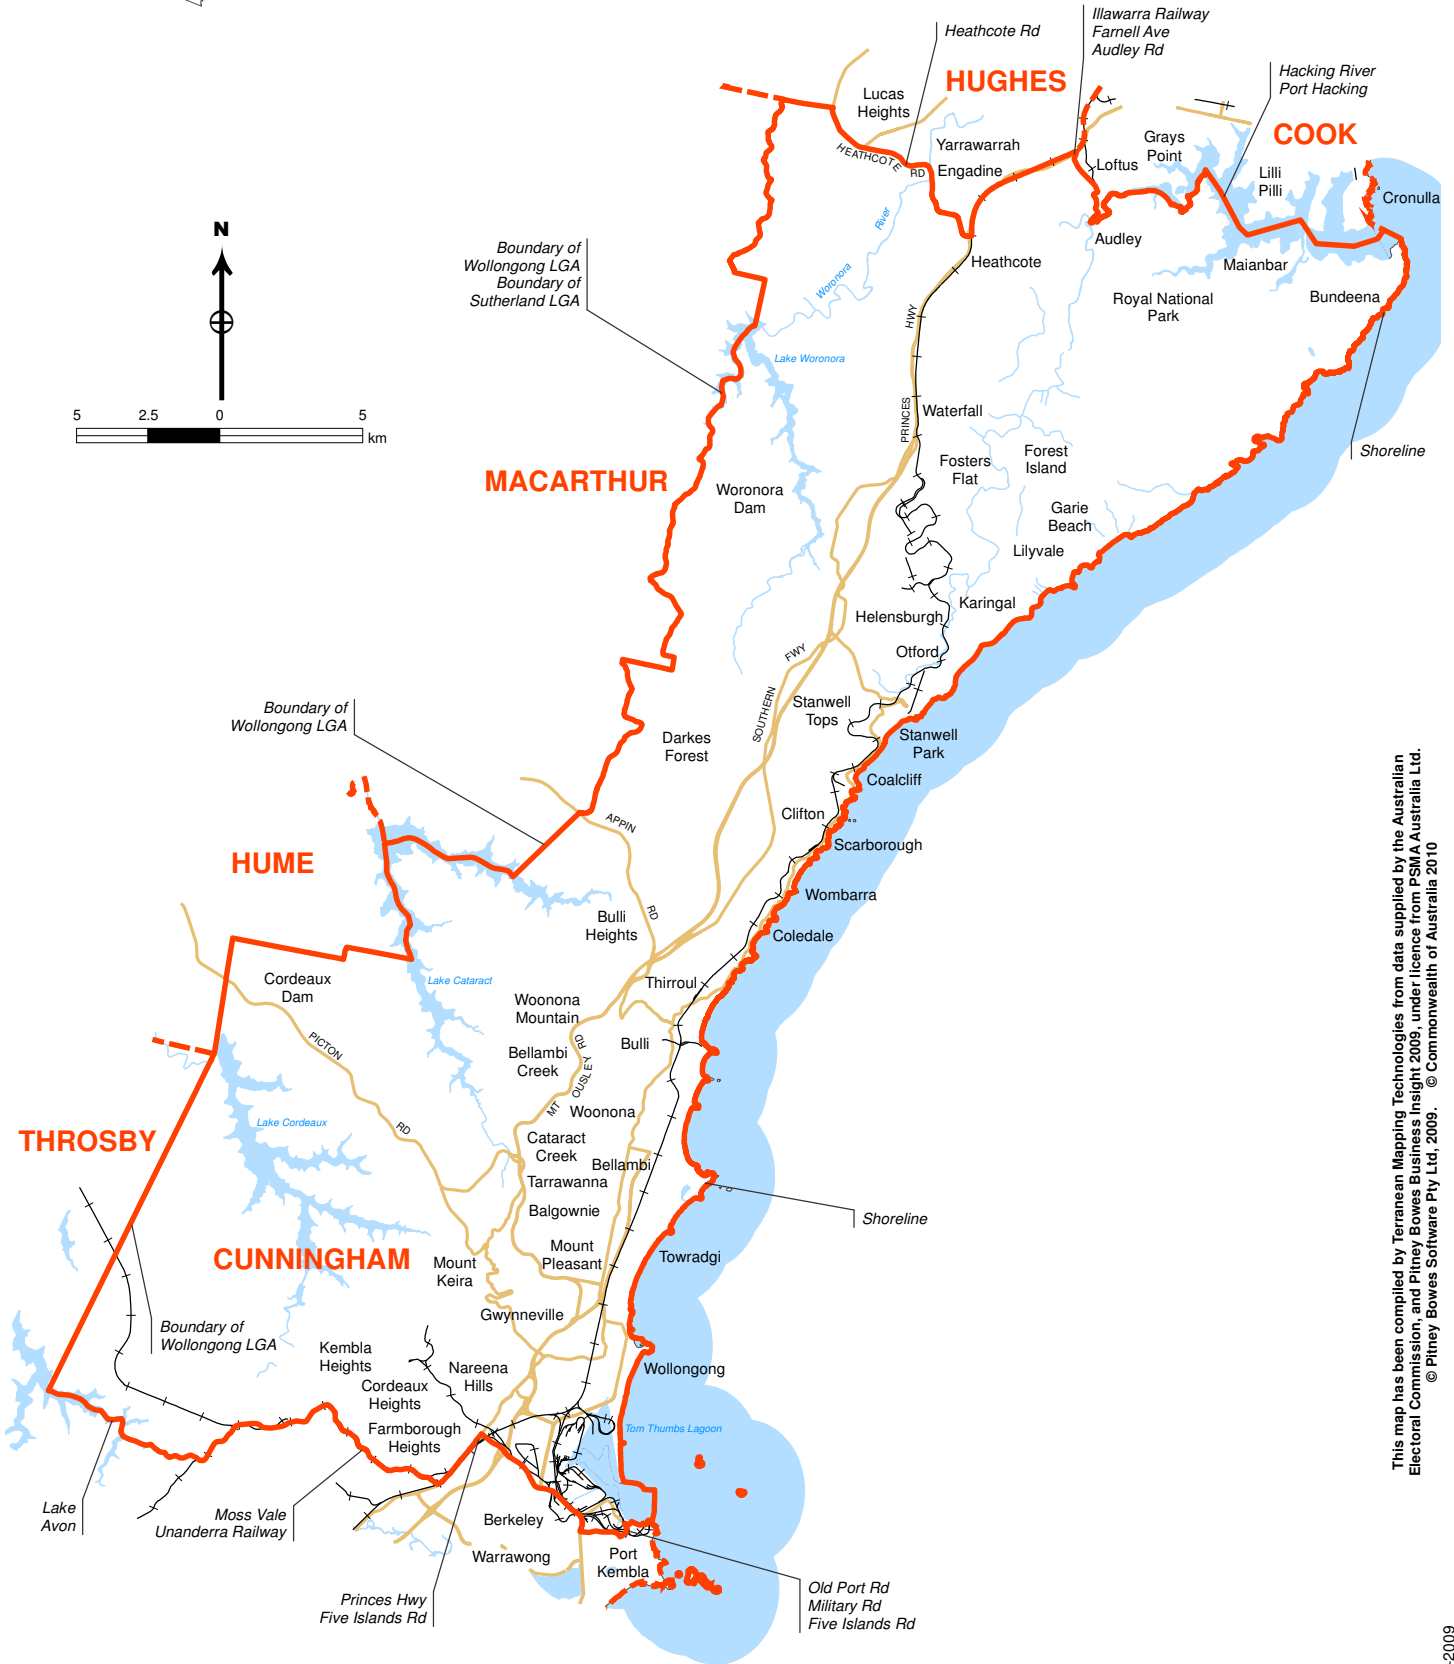 Illawarra Railway
Farnell Ave
Audley Rd
Heathcote Rd
HUGHES
Hacking River
Port Hacking
COOK
Lucas
Heights
HEATHCOTE
RD
Yarrawarrah
Engadine
Grays
Point
Loftus
Lilli
Pilli
Cronulla
N
Boundary of
Wollongong LGA
Boundary of
Sutherland LGA
River
Woronora
Audley
Heathcote
Maianbar
Royal National
Park
Bundeena
HWY
PRINCES
Lake Woronora
5 2.5 0 5
km
Waterfall
Shoreline
MACARTHUR
Woronora
Dam
Fosters
Flat
Forest
Island
Garie
Beach
Lilyvale
Karingal
Helensburgh
Otford
FWY
SOUTHERN
Stanwell
Tops
Boundary of
Wollongong LGA
Darkes
Forest
Stanwell
Park
Coalcliff
Clifton
APPIN
RD
Scarborough
HUME
Wombarra
Bulli
Heights
Coledale
Cordeaux
Dam
Lake Cataract
Thirroul
Woonona
Mountain
PICTON
RD
Bellambi
Creek
Bulli
MT
OUSLEY RD
Woonona
THROSBY
Lake Cordeaux
Cataract
Creek
Bellambi
Tarrawanna
Balgownie
Shoreline
CUNNINGHAM
Mount
Keira
Mount
Pleasant
Towradgi
Gwynneville
Boundary of
Wollongong LGA
Kembla
Heights
Nareena
Hills
Wollongong
Cordeaux
Heights
Farmborough
Heights
Tom Thumbs Lagoon
Lake
Avon
Moss Vale
Unanderra Railway
Berkeley
Warrawong
Port
Kembla
Princes Hwy
Five Islands Rd
Old Port Rd
Military Rd
Five Islands Rd
This map has been compiled by Terranean Mapping Technologies from data supplied by the Australian
Electoral Commission, and Pitney Bowes Business Insight 2009, under licence from PSMA Australia Ltd.
© Pitney Bowes Software Pty Ltd, 2009. © Commonwealth of Australia 2010
-2009